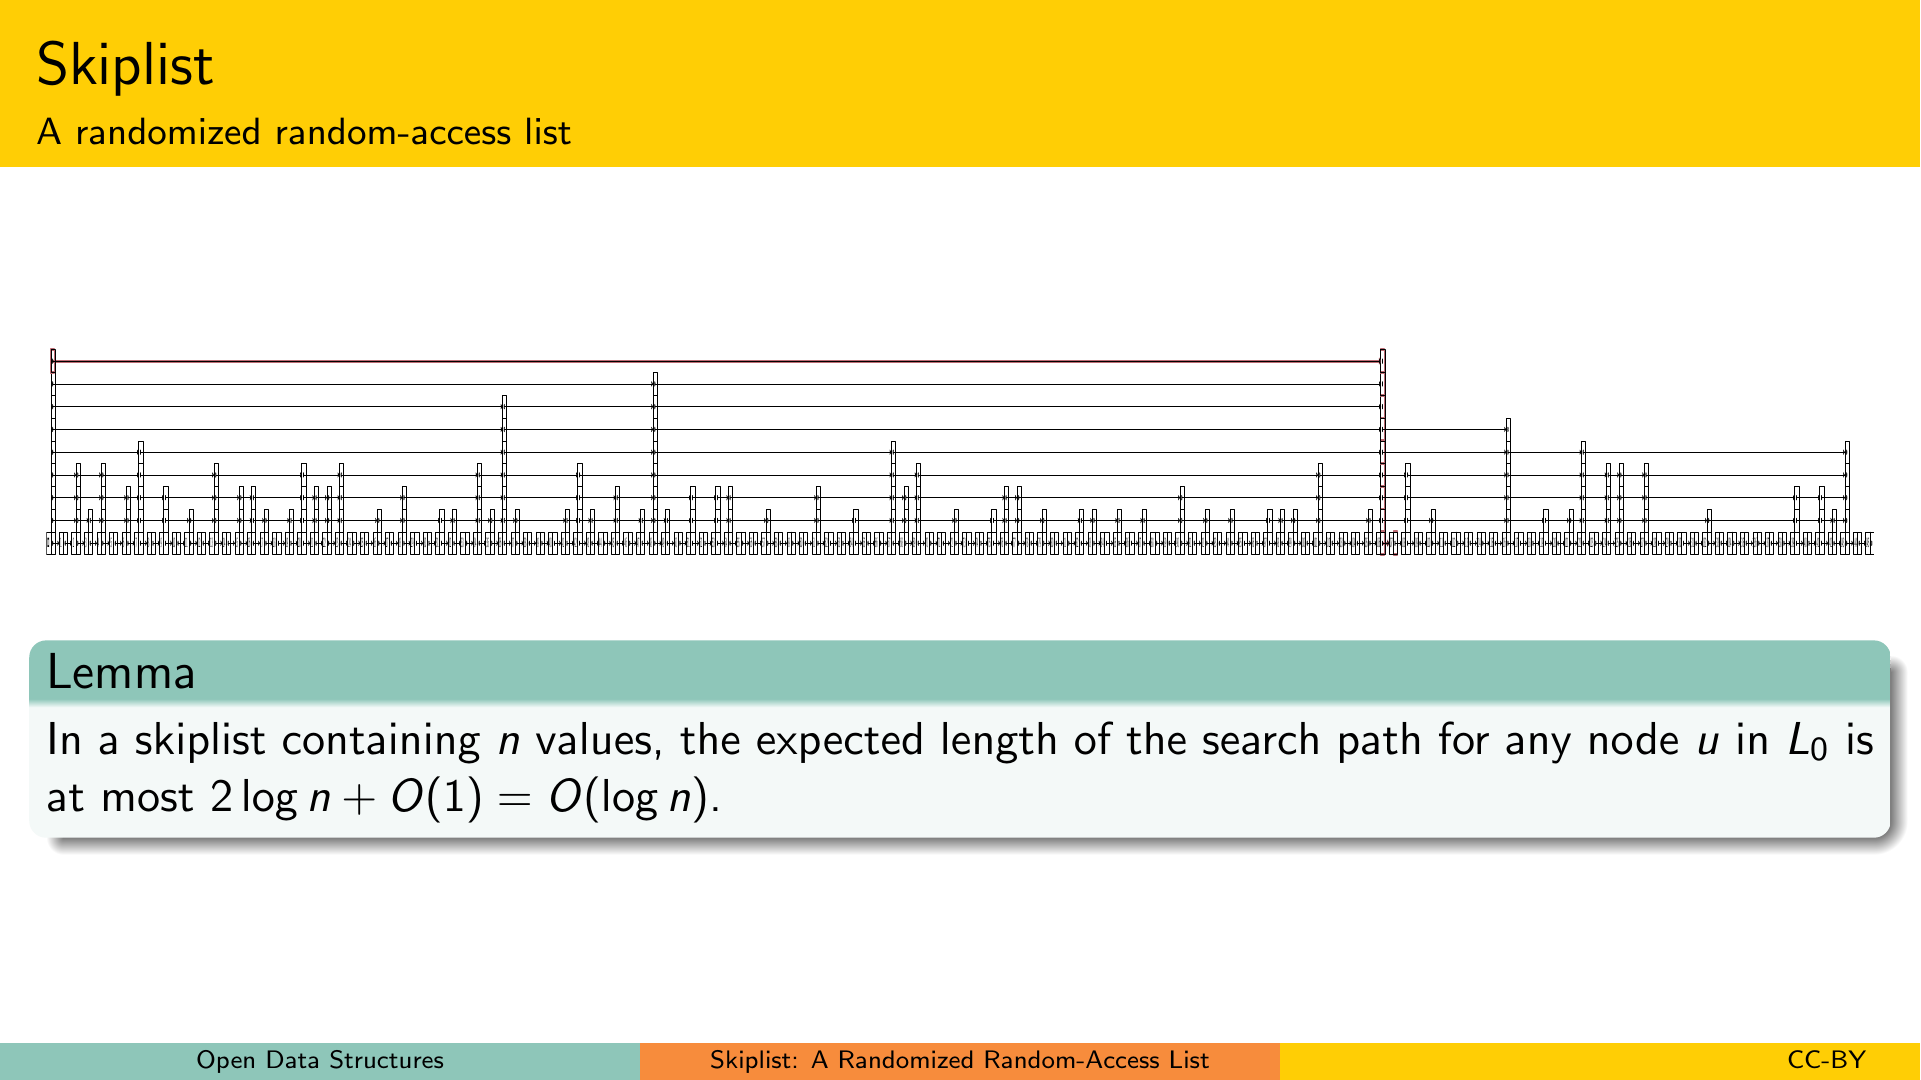 Skiplist
A randomized random-access list
Lemma
In a skiplist containing n values, the expected length of the search path for any node u in L₀ is
at most 2 log n + O(1) = O(log n).
Open Data Structures
Skiplist: A Randomized Random-Access List
CC-BY